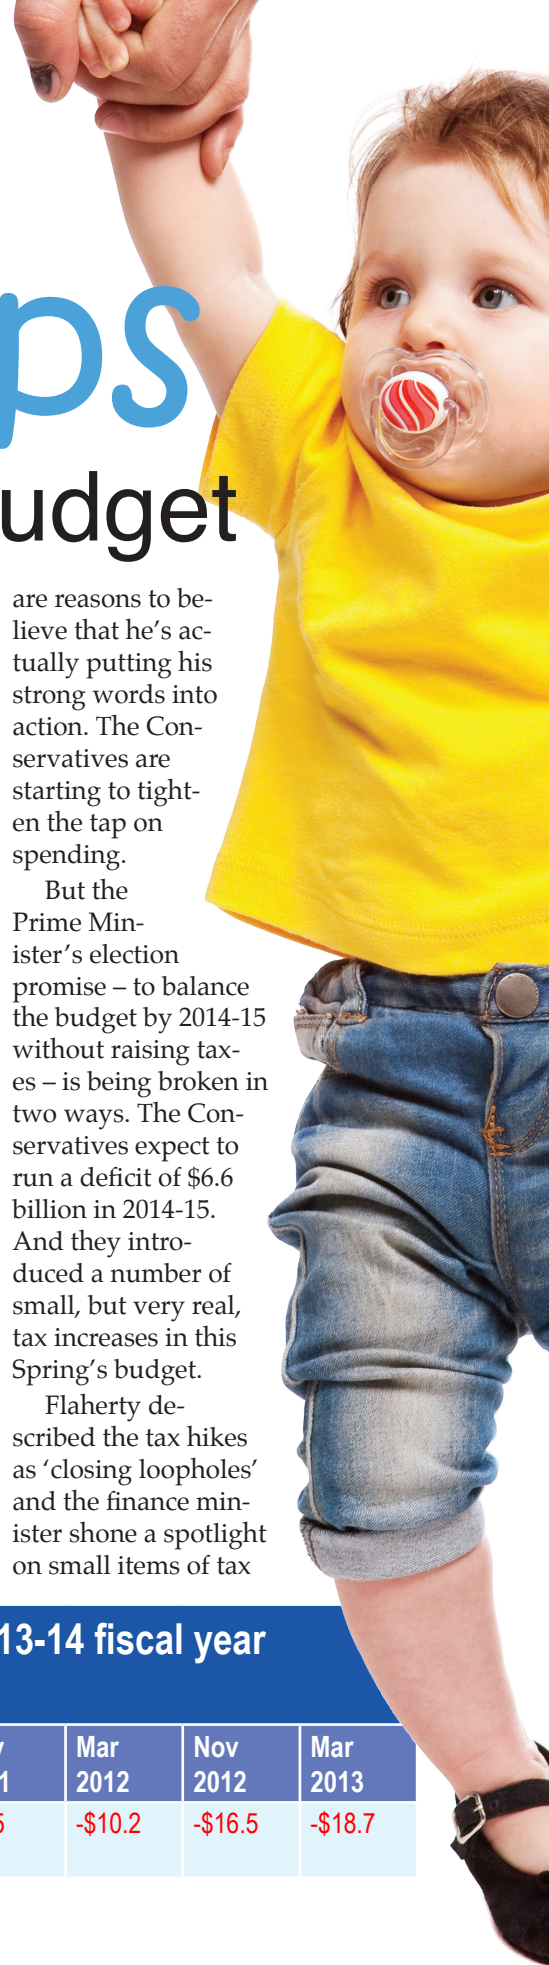 ps
udget
are reasons to be-
lieve that he's ac-
tually putting his
strong words into
action. The Con-
servatives are
starting to tight-
en the tap on
spending.
But the
Prime Min-
ister's election
promise – to balance
the budget by 2014-15
without raising tax-
es – is being broken in
two ways. The Con-
servatives expect to
run a deficit of $6.6
billion in 2014-15.
And they intro-
duced a number of
small, but very real,
tax increases in this
Spring's budget.
Flaherty de-
scribed the tax hikes
as ‘closing loopholes’
and the finance min-
ister shone a spotlight
on small items of tax
13-14 fiscal year
Mar Nov Mar
1 2012 2012 2013
5 -$10.2 -$16.5 -$18.7